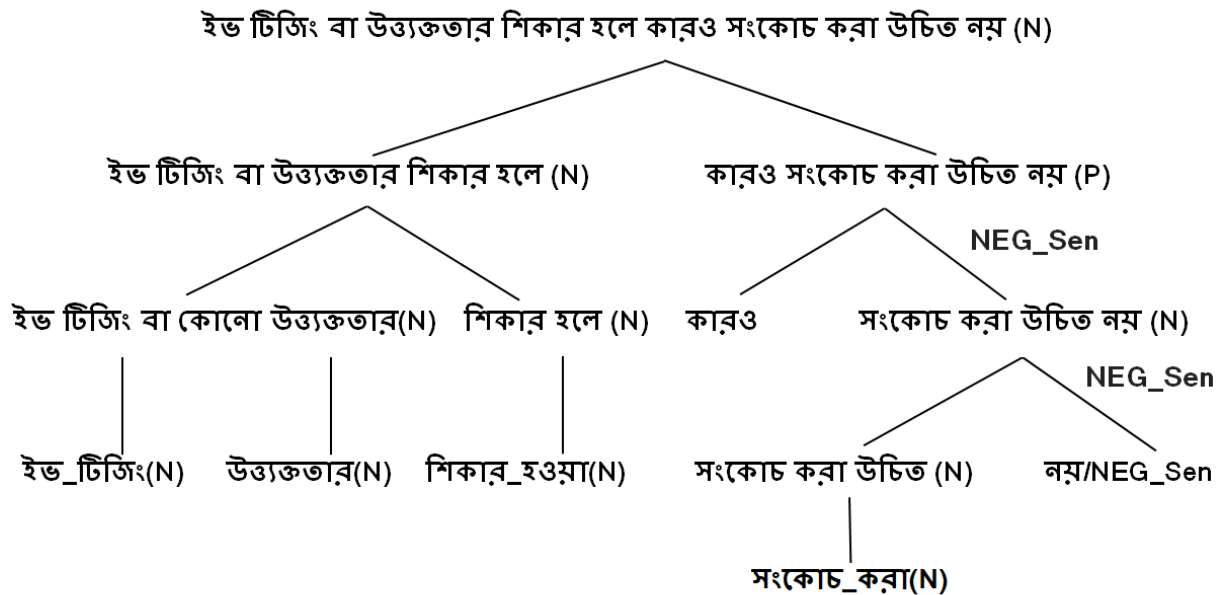 ইভ টিজিং বা উত্ত্যক্ততার শিকার হলে কারও সংকোচ করা উচিত নয় (N)
ইভ টিজিং বা উত্ত্যক্ততার শিকার হলে (N) কারও সংকোচ করা উচিত নয় (P)
NEG_Sen
ইভ টিজিং বা কোনো উত্ত্যক্ততার(N) শিকার হলে (N) কারও সংকোচ করা উচিত নয় (N)
NEG_Sen
ইভ_টিজিং(N) উত্ত্যক্ততার(N) শিকার_হওয়া(N) সংকোচ করা উচিত (N) নয়/NEG_Sen
সংকোচ_করা(N)